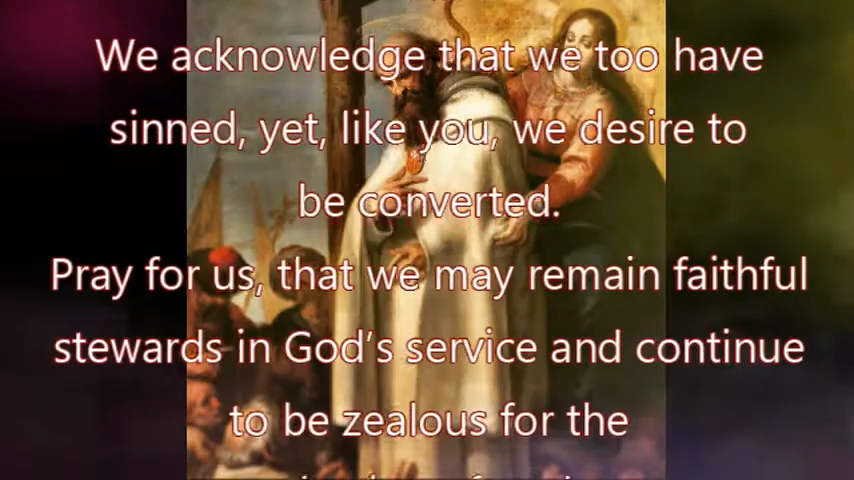 We acknowledge that we too have
sinned, yet, like you, we desire to
be converted.
Pray for us, that we may remain faithful
stewards in God's service and continue
to be zealous for the